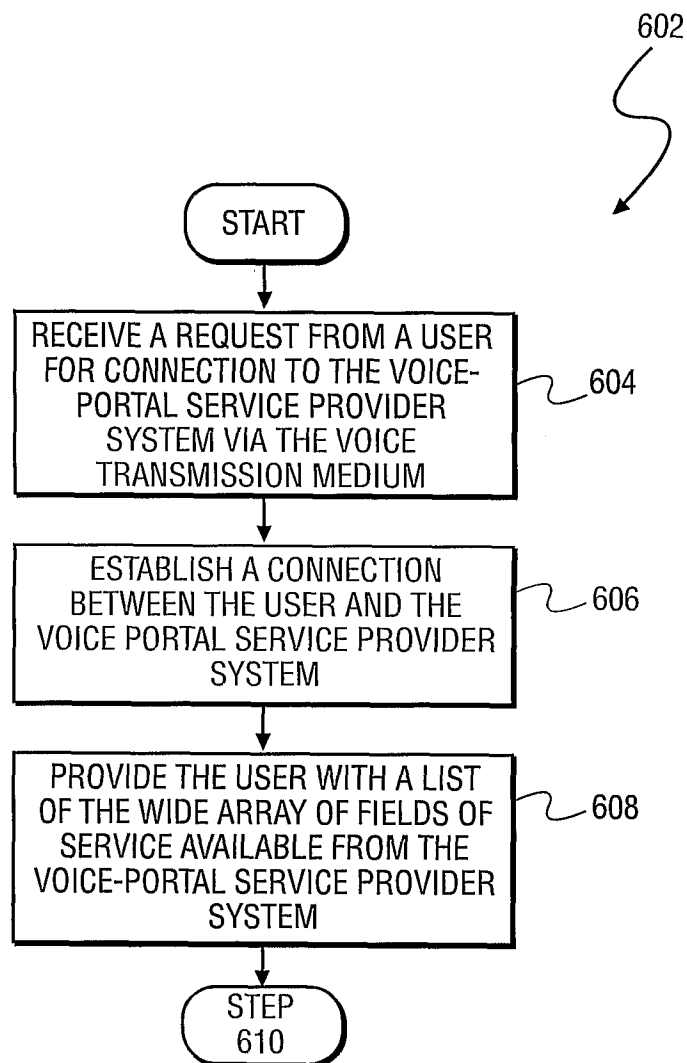 602
START
RECEIVE A REQUEST FROM A USER
FOR CONNECTION TO THE VOICE-
PORTAL SERVICE PROVIDER
SYSTEM VIA THE VOICE
TRANSMISSION MEDIUM
604
ESTABLISH A CONNECTION
BETWEEN THE USER AND THE
VOICE PORTAL SERVICE PROVIDER
SYSTEM
606
PROVIDE THE USER WITH A LIST
OF THE WIDE ARRAY OF FIELDS OF
SERVICE AVAILABLE FROM THE
VOICE-PORTAL SERVICE PROVIDER
SYSTEM
608
STEP
610